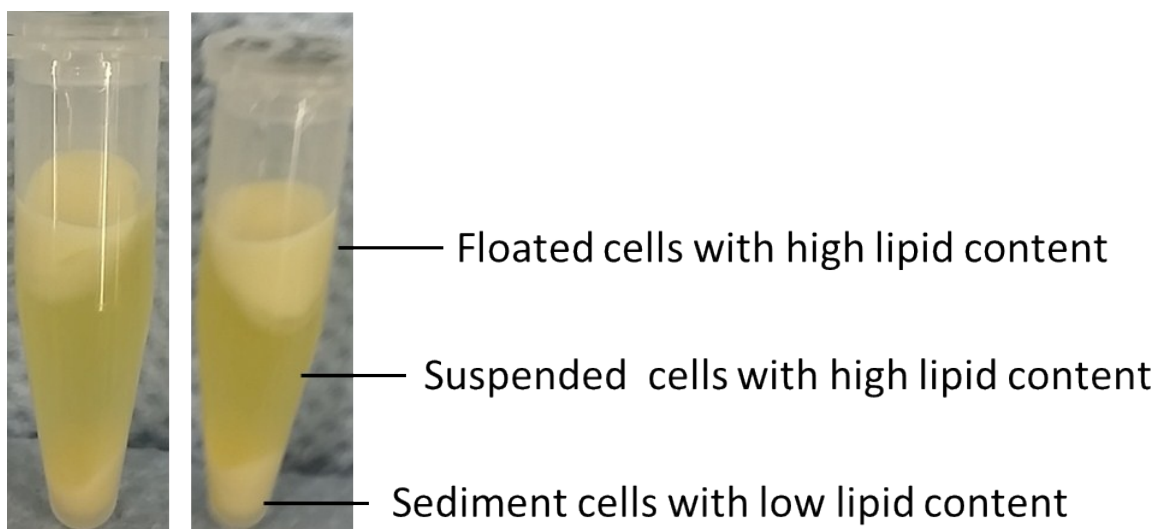 Floated cells with high lipid content
Suspended cells with high lipid content
Sediment cells with low lipid content